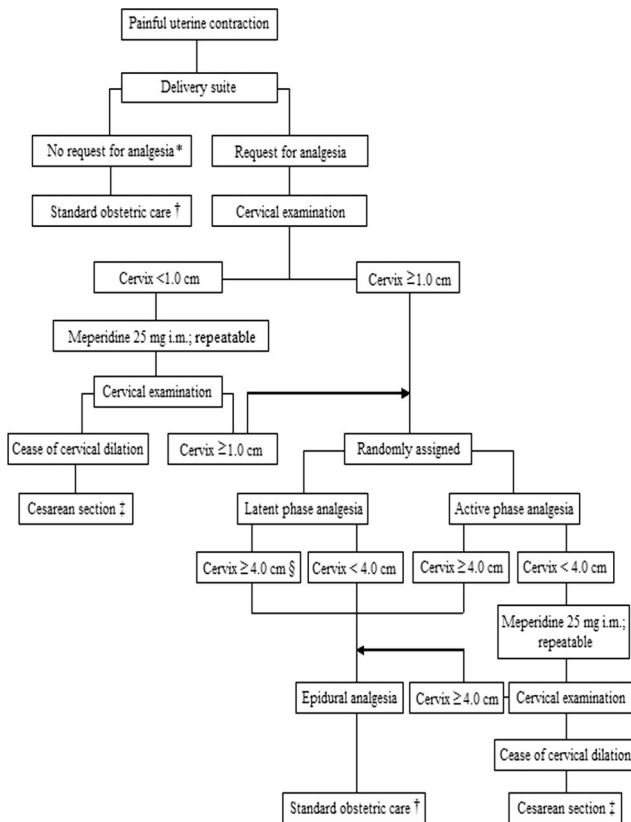 Painful uterine contraction
Delivery suite
No request for analgesia *
Request for analgesia
Standard obstetric care †
Cervical examination
Cervix <1.0 cm
Cervix ≧1.0 cm
Meperidine 25 mg i.m.; repeatable
Cervical examination
Cease of cervical dilation
Cervix ≧1.0 cm
Randomly assigned
Cesarean section ‡
Latent phase analgesia
Active phase analgesia
Cervix ≧4.0 cm §
Cervix < 4.0 cm
Cervix ≧4.0 cm
Cervix < 4.0 cm
Meperidine 25 mg i.m.;
repeatable
Epidural analgesia
Cervix ≧4.0 cm
Cervical examination
Cease of cervical dilation
Standard obstetric care †
Cesarean section ‡